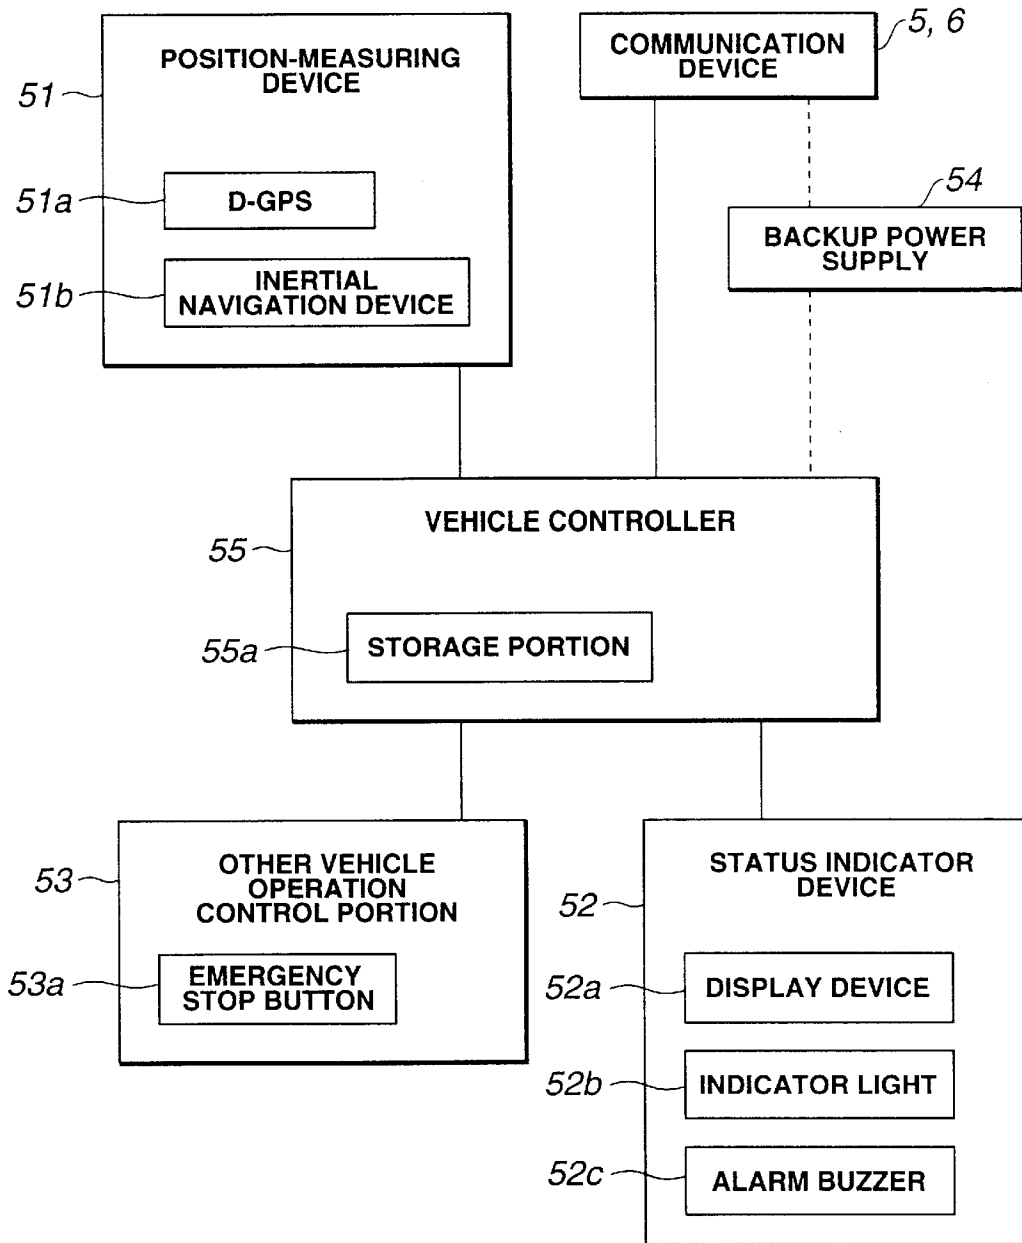 POSITION-MEASURING
DEVICE
51
51a
D-GPS
51b
INERTIAL
NAVIGATION DEVICE
COMMUNICATION
DEVICE
5, 6
54
BACKUP POWER
SUPPLY
VEHICLE CONTROLLER
55
55a
STORAGE PORTION
53
OTHER VEHICLE
OPERATION
CONTROL PORTION
53a
EMERGENCY
STOP BUTTON
STATUS INDICATOR
DEVICE
52
52a
DISPLAY DEVICE
52b
INDICATOR LIGHT
52c
ALARM BUZZER